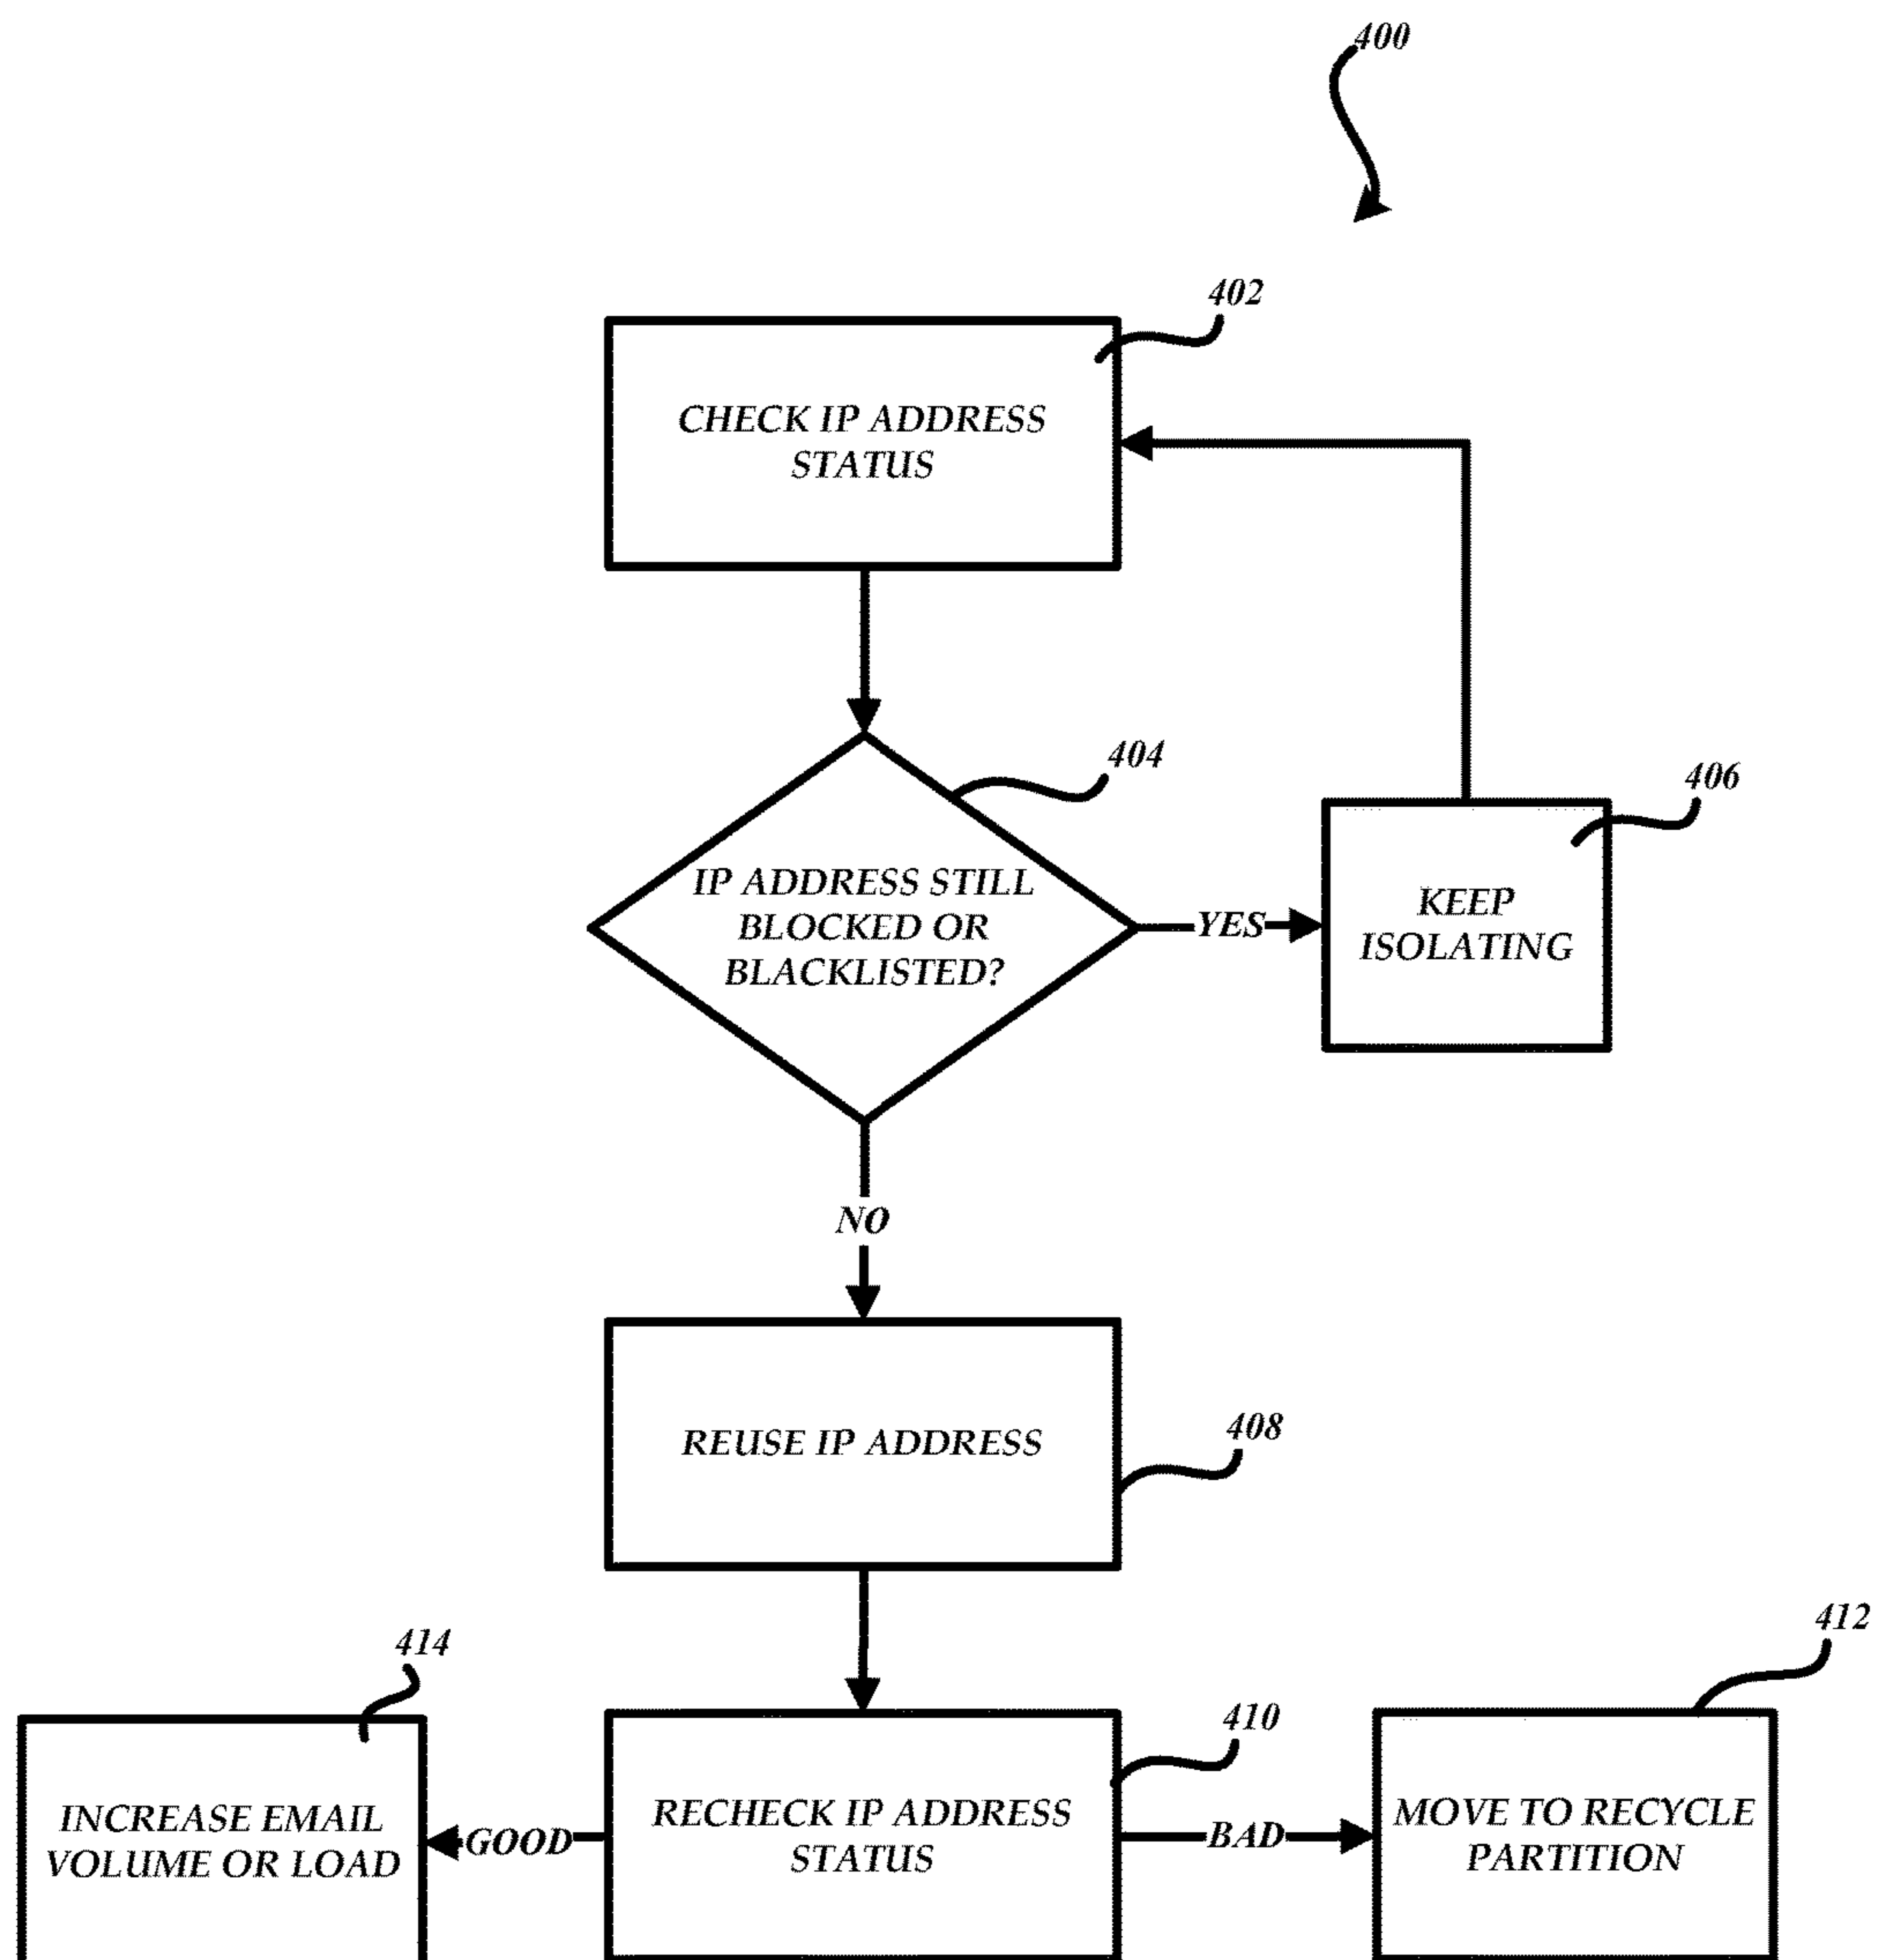 400
402
CHECK IP ADDRESS
STATUS
404
406
IP ADDRESS STILL
BLOCKED OR
BLACKLISTED?
YES
KEEP
ISOLATING
NO
REUSE IP ADDRESS
408
414
412
410
INCREASE EMAIL
VOLUME OR LOAD
GOOD
RECHECK IP ADDRESS
STATUS
BAD
MOVE TO RECYCLE
PARTITION